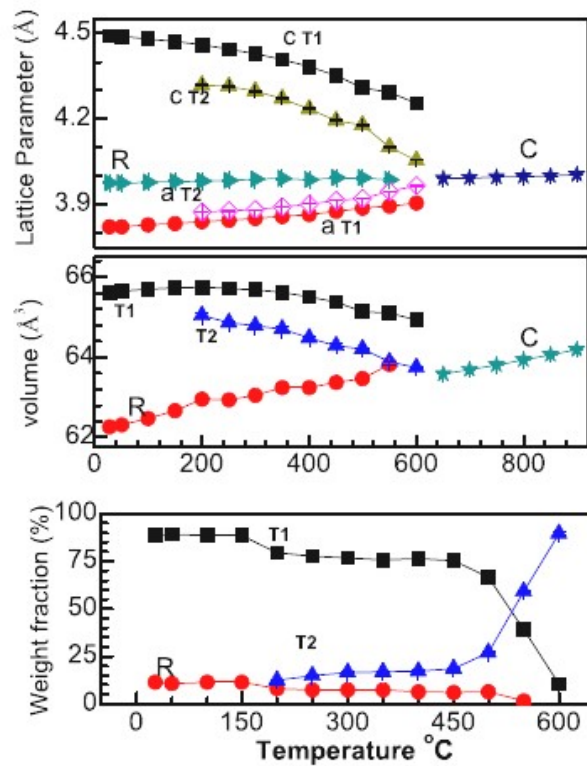 4.5
4.2
3.9
Lattice Parameter (Å)
C T1
C T2
R
a T2
a T1
C
66
64
62
volume (Å³)
T1
T2
R
C
0 200 400 600 800
100
75
50
25
0
Weight fraction (%)
T1
T2
R
0 150 300 450 600
Temperature °C